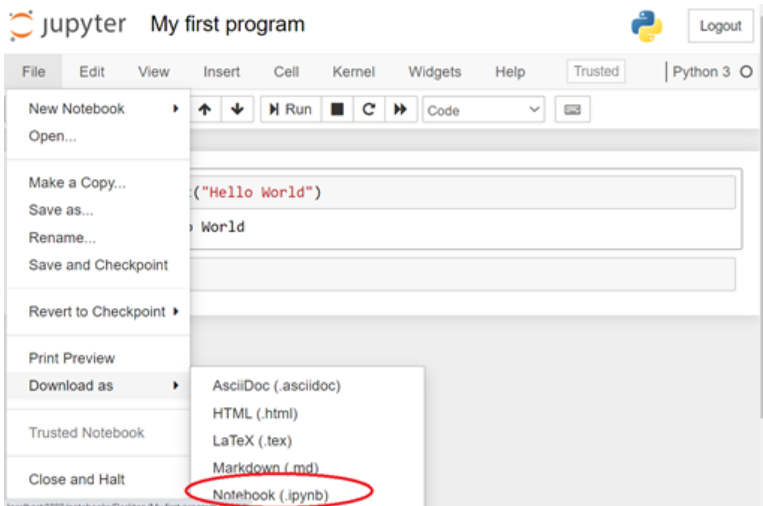 jupyter My first program Logout
File Edit View Insert Cell Kernel Widgets Help Trusted Python 3
New Notebook Run Code
Open...
Make a Copy...
("Hello World")
Save as...
Rename...
World
Save and Checkpoint
Revert to Checkpoint
Print Preview
Download as
AsciiDoc (.asciidoc)
HTML (.html)
Trusted Notebook
LaTeX (.tex)
Markdown (.md)
Close and Halt
Notebook (.ipynb)